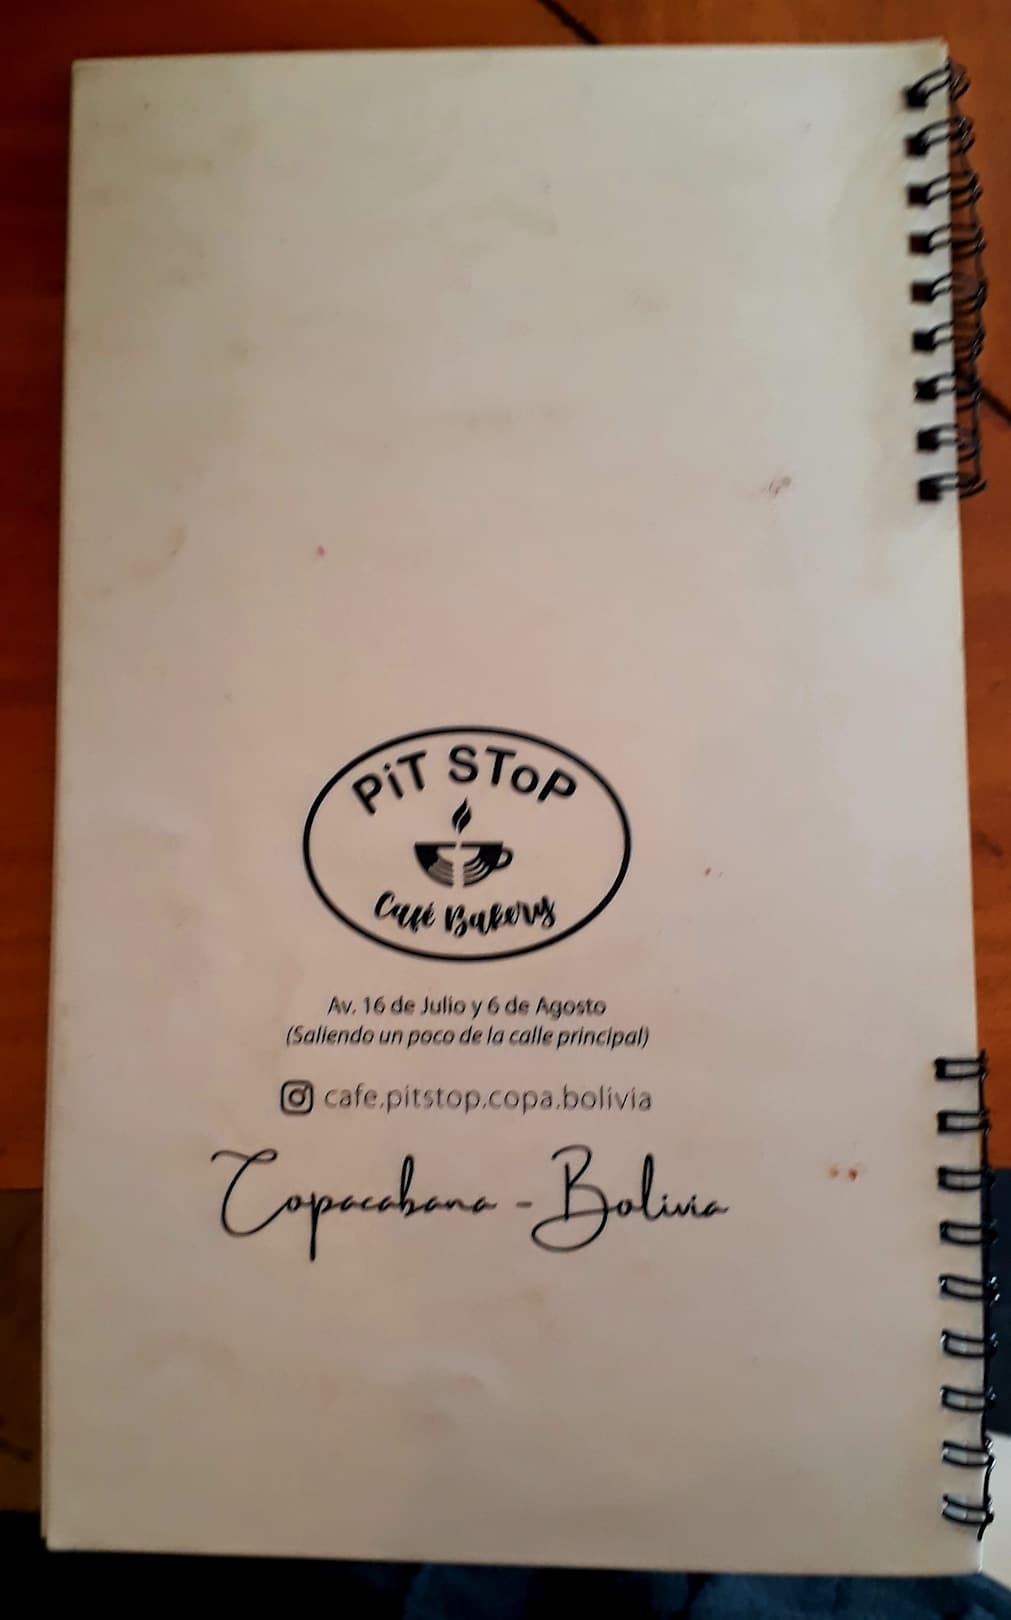 PiT SToP
Café Bakery
Av. 16 de Julio y 6 de Agosto
(Saliendo un poco de la calle principal)
cafe.pitstop.copa.bolivia
Copacabana - Bolivia